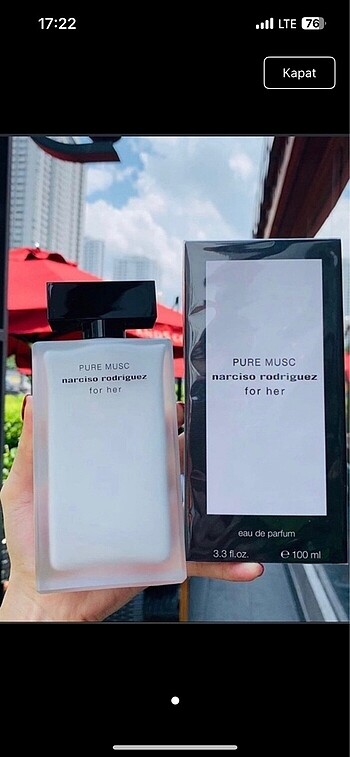 17:22
LTE
76
Kapat
PURE MUSC
narciso rodriguez
for her
PURE MUSC
narciso rodriguez
for her
eau de parfum
3.3 fl.oz. ℮ 100 ml